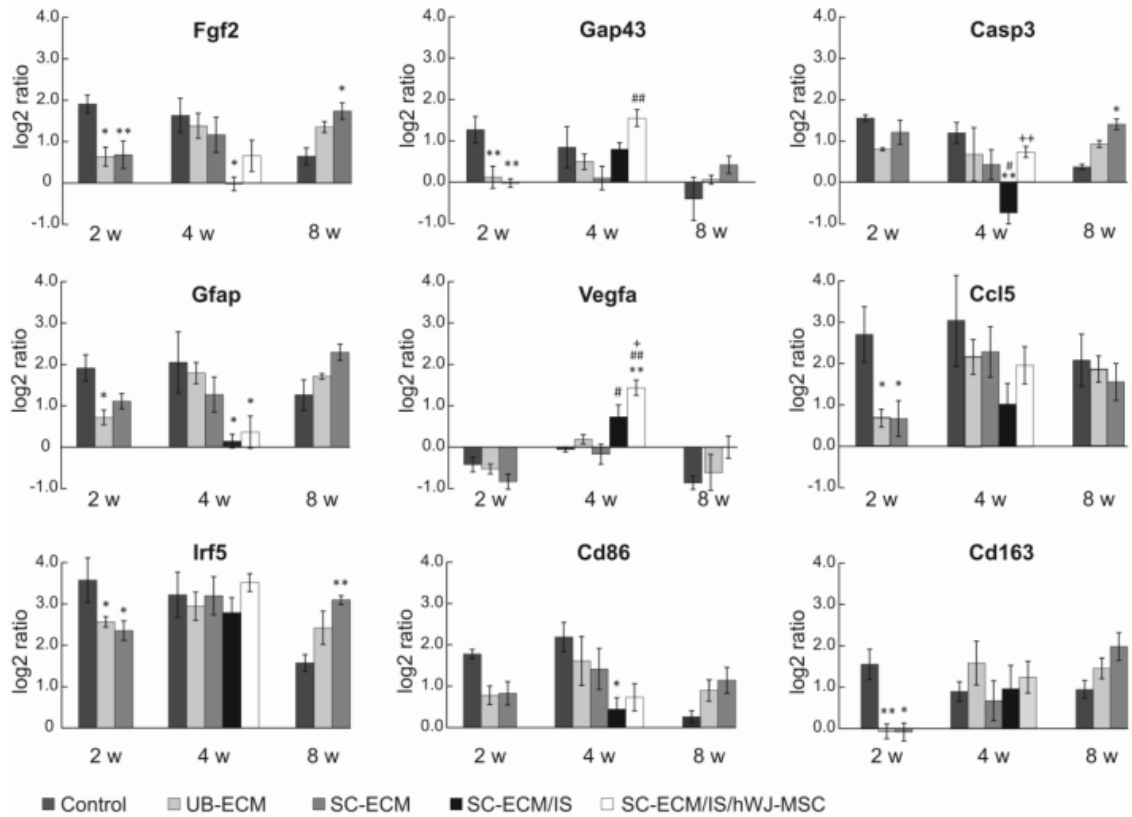 Fgf2
log2 ratio
4.0
3.0
2.0
1.0
0.0
-1.0
*
**
*
*
2 w
4 w
8 w
Gap43
log2 ratio
4.0
3.0
2.0
1.0
0.0
-1.0
**
**
##
2 w
4 w
8 w
Casp3
log2 ratio
4.0
3.0
2.0
1.0
0.0
-1.0
#
**
++
*
2 w
4 w
8 w
Gfap
log2 ratio
4.0
3.0
2.0
1.0
0.0
-1.0
*
*
*
2 w
4 w
8 w
Vegfa
log2 ratio
4.0
3.0
2.0
1.0
0.0
-1.0
#
+
##
**
2 w
4 w
8 w
Ccl5
log2 ratio
4.0
3.0
2.0
1.0
0.0
-1.0
*
*
2 w
4 w
8 w
Irf5
log2 ratio
4.0
3.0
2.0
1.0
0.0
*
*
**
2 w
4 w
8 w
Cd86
log2 ratio
4.0
3.0
2.0
1.0
0.0
*
2 w
4 w
8 w
Cd163
log2 ratio
4.0
3.0
2.0
1.0
0.0
**
*
2 w
4 w
8 w
Control UB-ECM SC-ECM SC-ECM/IS SC-ECM/IS/hWJ-MSC